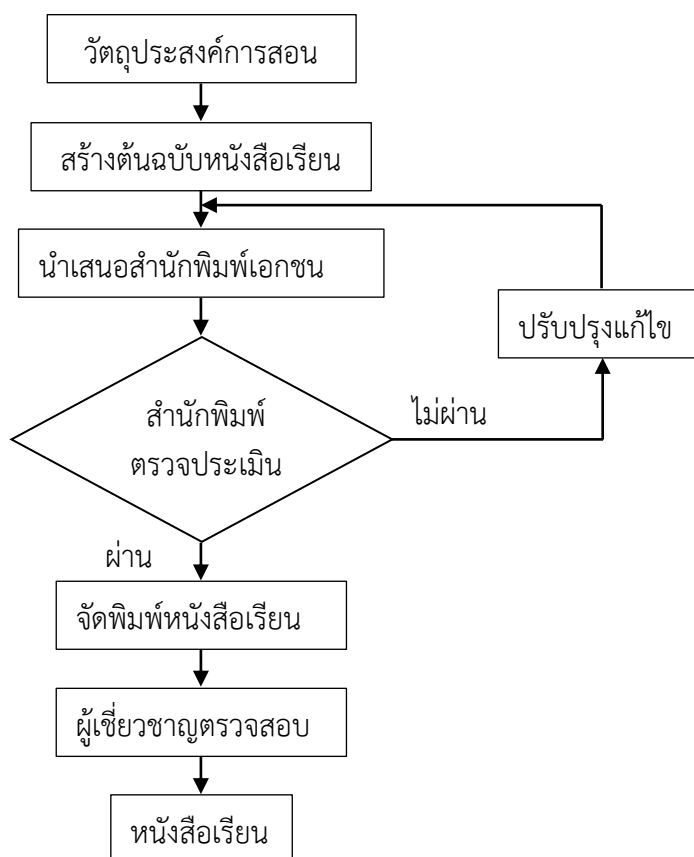 วัตถุประสงค์การสอน
สร้างต้นฉบับหนังสือเรียน
นำเสนอสำนักพิมพ์เอกชน
ปรับปรุงแก้ไข
สำนักพิมพ์
ตรวจประเมิน
ไม่ผ่าน
ผ่าน
จัดพิมพ์หนังสือเรียน
ผู้เชี่ยวชาญตรวจสอบ
หนังสือเรียน